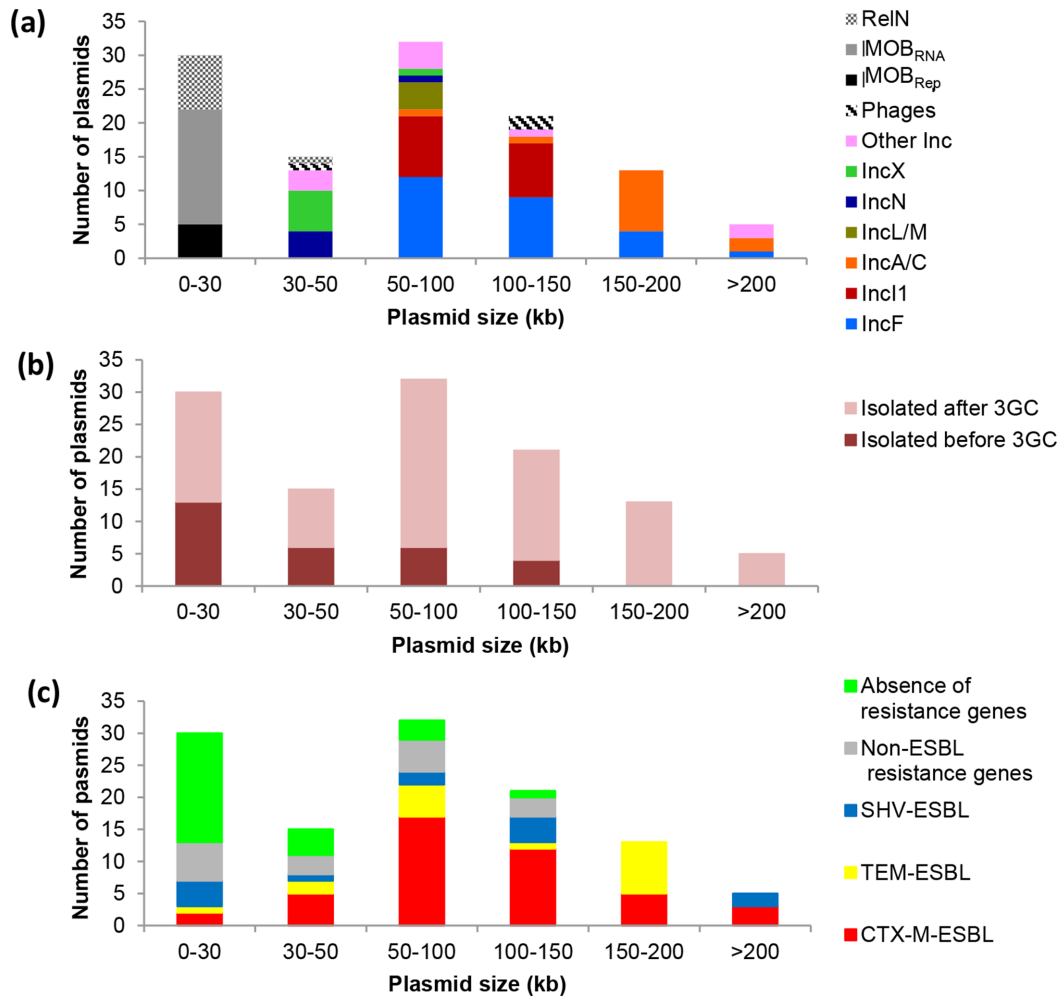 (a)
35
30
25
20
15
10
5
0
Number of plasmids
0-30 30-50 50-100 100-150 150-200 >200
Plasmid size (kb)
RelN
|MOBRNA
|MOBRep
Phages
Other Inc
IncX
IncN
IncL/M
IncA/C
IncI1
IncF
(b)
35
30
25
20
15
10
5
0
Number of plasmids
0-30 30-50 50-100 100-150 150-200 >200
Plasmid size (kb)
Isolated after 3GC
Isolated before 3GC
(c)
35
30
25
20
15
10
5
0
Number of pasmids
0-30 30-50 50-100 100-150 150-200 >200
Plasmid size (kb)
Absence of
resistance genes
Non-ESBL
resistance genes
SHV-ESBL
TEM-ESBL
CTX-M-ESBL